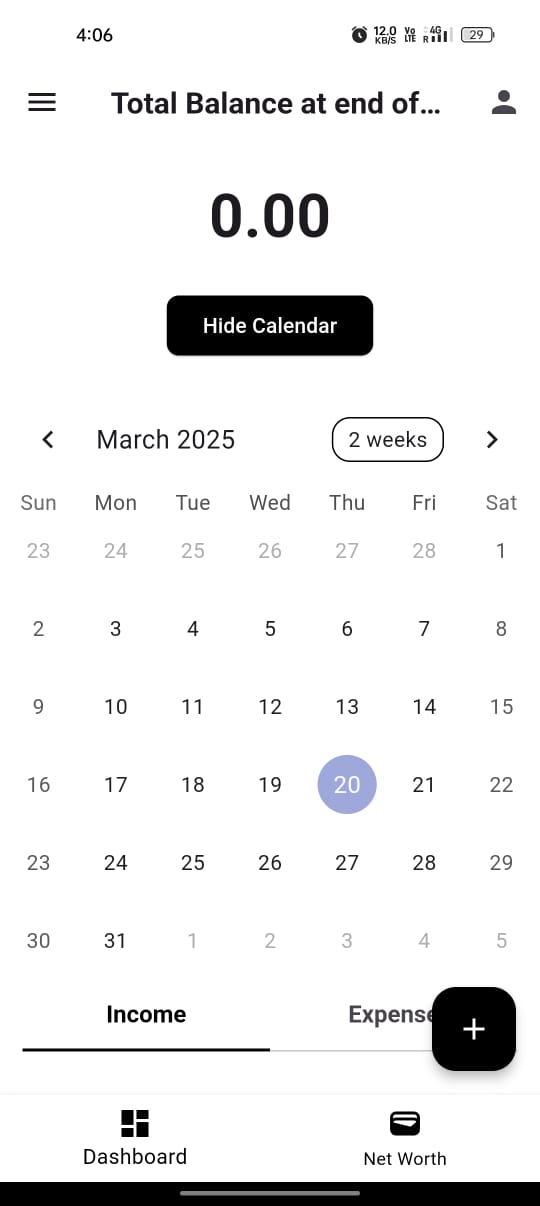 4:06
12.0 KB/S Vo LTE R 4G 29
Total Balance at end of...
0.00
Hide Calendar
March 2025
2 weeks
Sun Mon Tue Wed Thu Fri Sat
23 24 25 26 27 28 1
2 3 4 5 6 7 8
9 10 11 12 13 14 15
16 17 18 19 20 21 22
23 24 25 26 27 28 29
30 31 1 2 3 4 5
Income Expense
+
Dashboard Net Worth